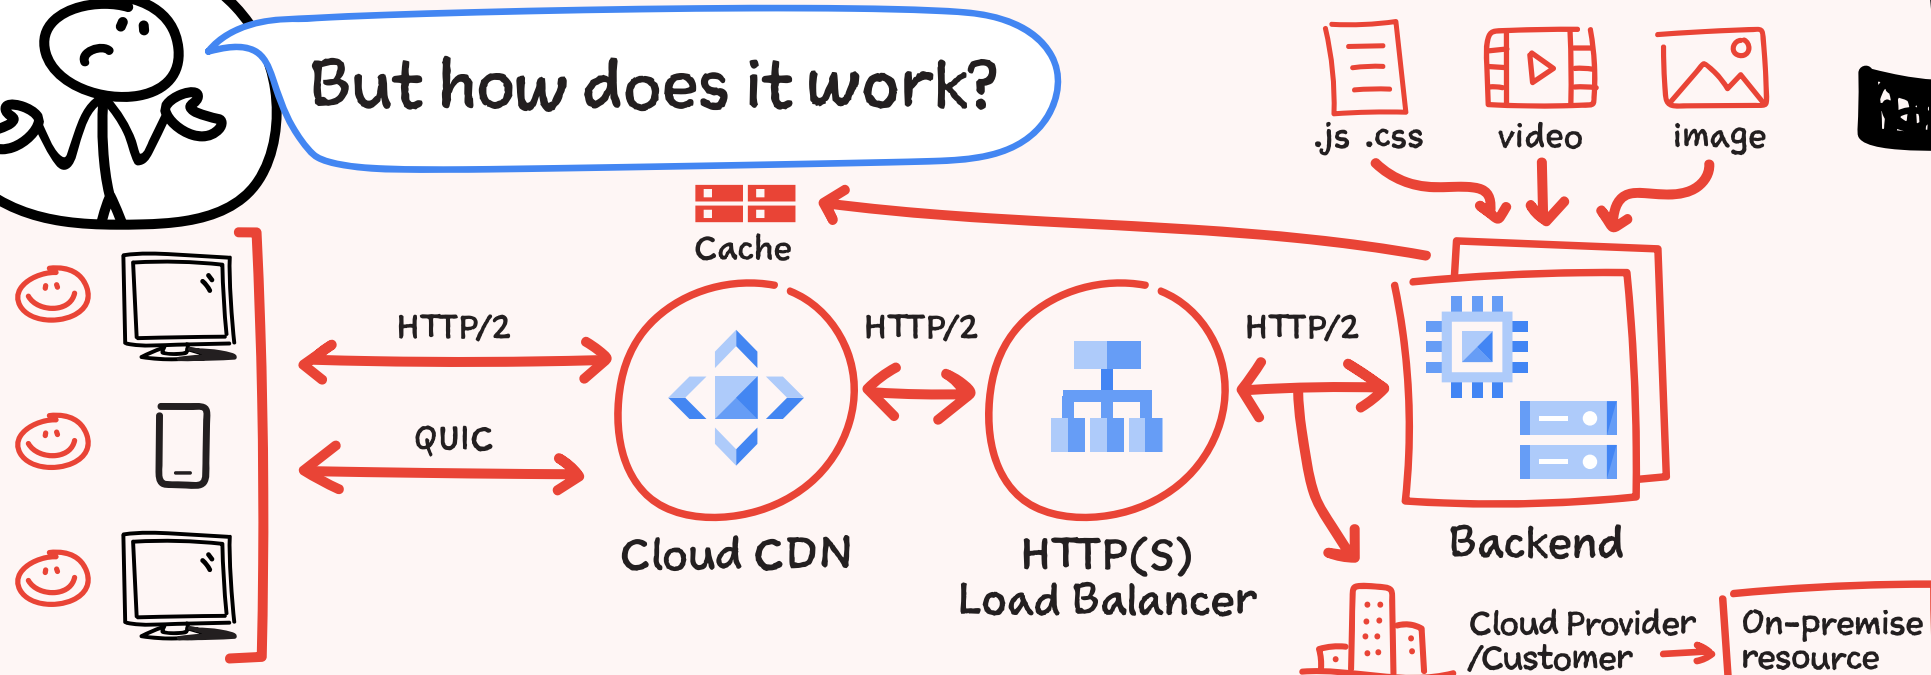 But how does it work?
.js .css
video
image
Cache
HTTP/2
HTTP/2
HTTP/2
QUIC
Cloud CDN
HTTP(S)
Load Balancer
Backend
Cloud Provider
/Customer
On-premise
resource